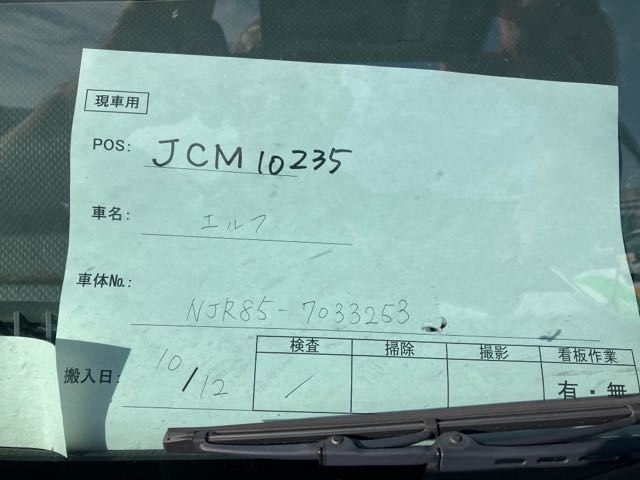 現車用
POS: JCM10235
車名: エルフ
車体No.: NJR85-7033253
搬入日: 10/12
検査 掃除 撮影 看板作業
/ 有・無